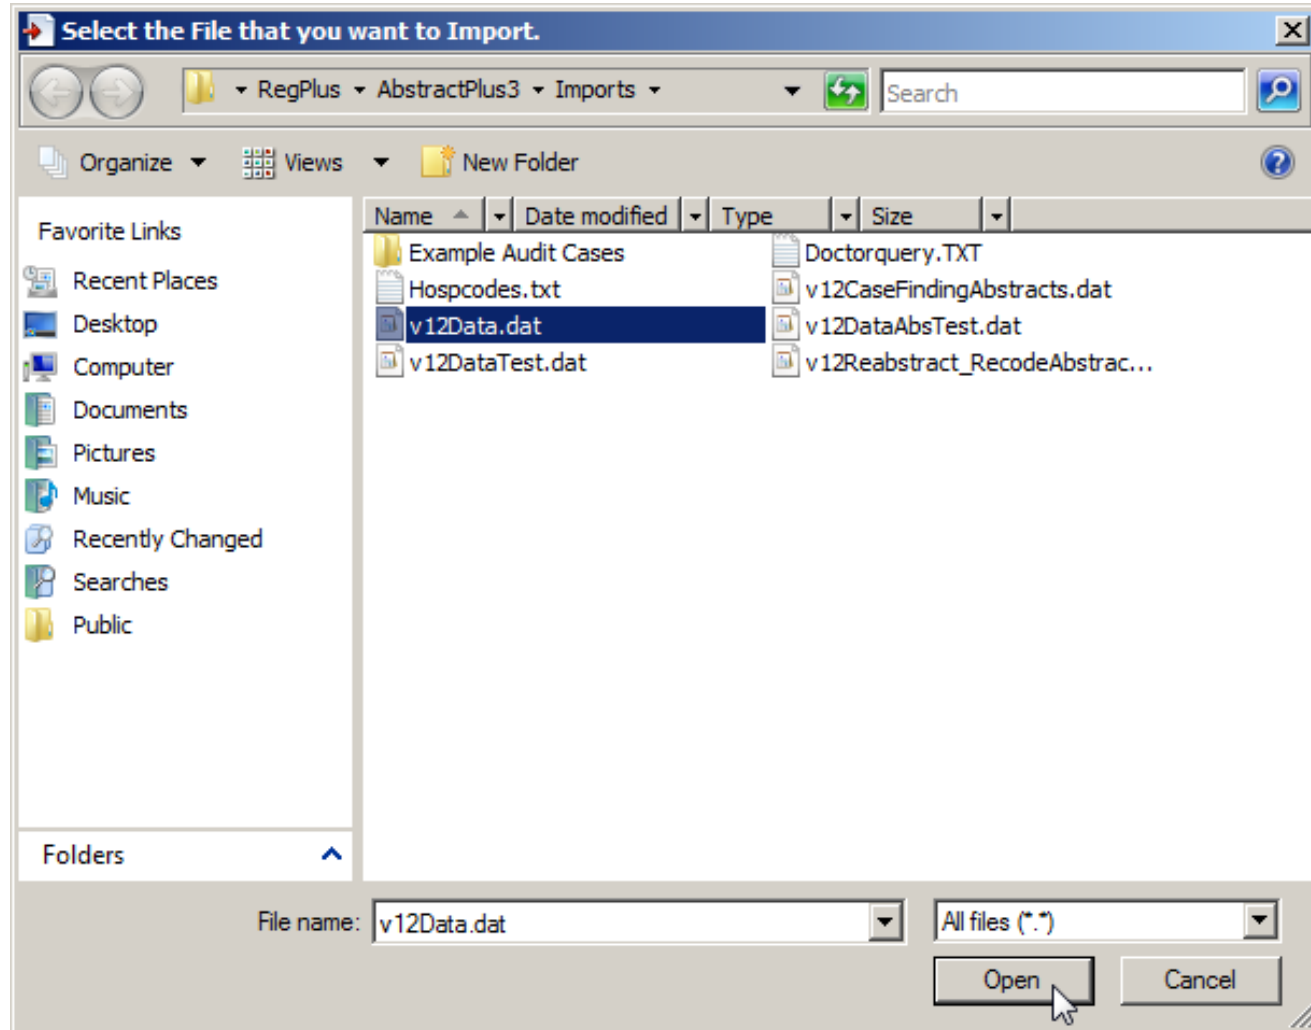 Select the File that you want to Import.
RegPlus AbstractPlus3 Imports Search
Organize Views New Folder
Favorite Links
Recent Places
Desktop
Computer
Documents
Pictures
Music
Recently Changed
Searches
Public
Folders
Name Date modified Type Size
Example Audit Cases Doctorquery.TXT
Hospcodes.txt v12CaseFindingAbstracts.dat
v12Data.dat v12DataAbsTest.dat
v12DataTest.dat v12Reabstract_RecodeAbstrac...
File name: v12Data.dat All files (*.*)
Open Cancel